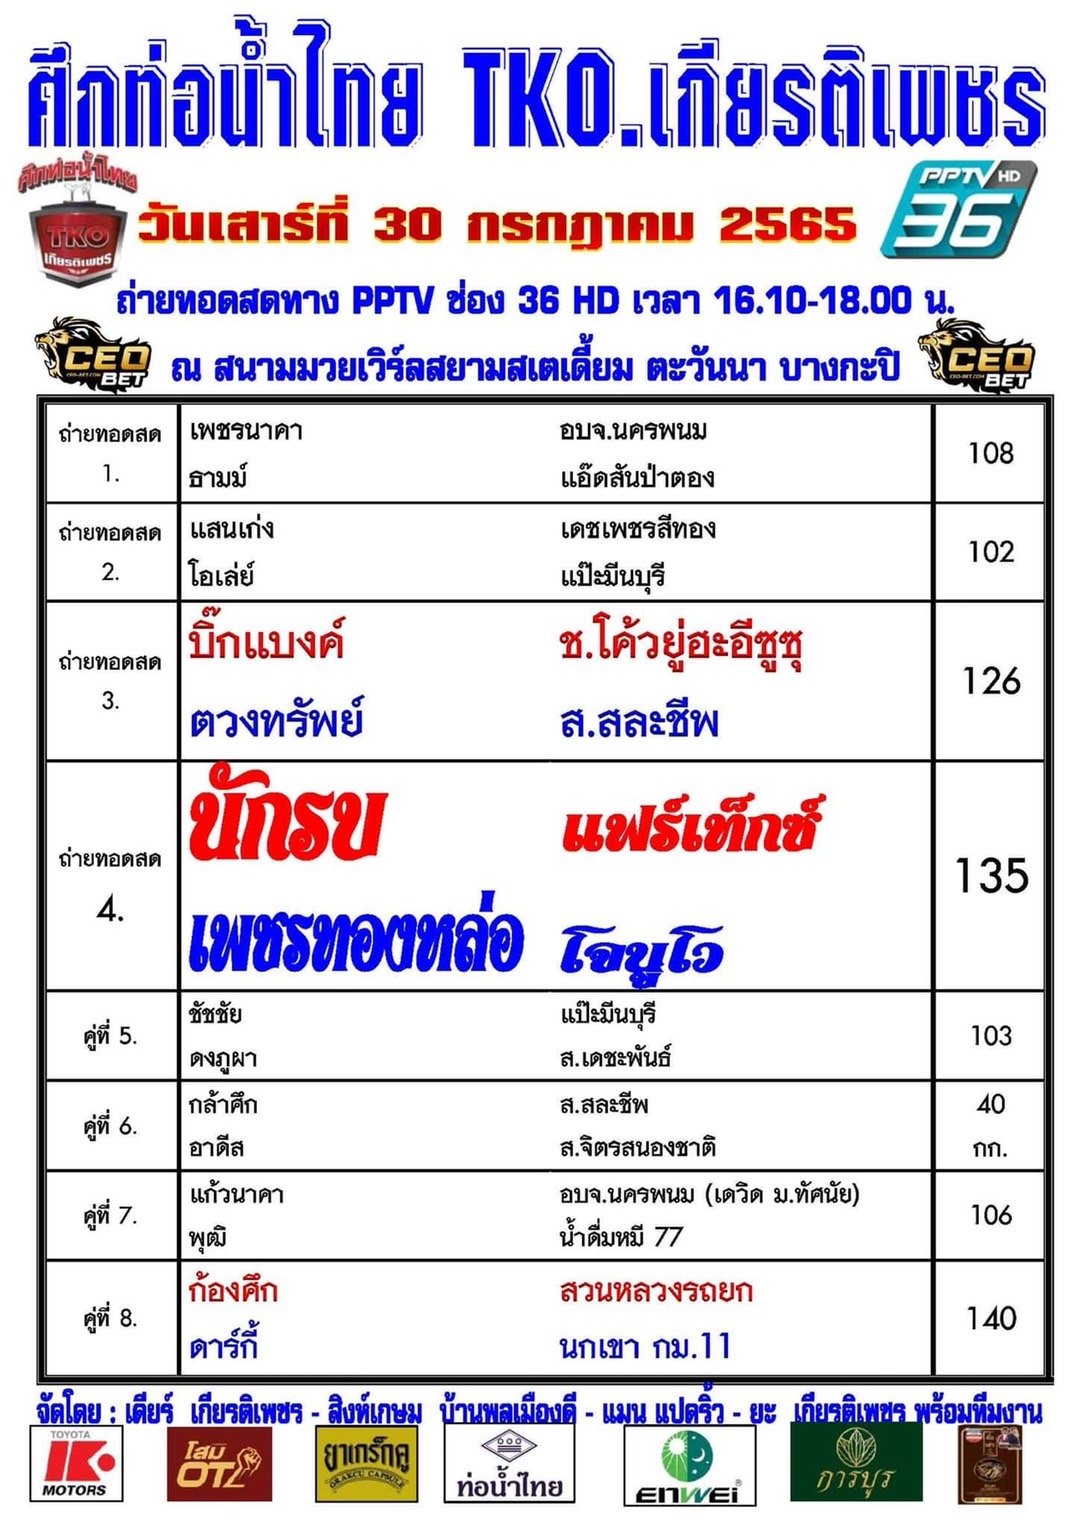 ศึกท่อน้ำไทย TKO.เกียรติเพชร
ศึกท่อน้ำไทย
TKO
เกียรติเพชร
วันเสาร์ที่ 30 กรกฎาคม 2565
PPTV HD
36
ถ่ายทอดสดทาง PPTV ช่อง 36 HD เวลา 16.10-18.00 น.
CEO
BET
ณ สนามมวยเวิร์ลสยามสเตเดี้ยม ตะวันนา บางกะปิ
CEO
BET
ถ่ายทอดสด 1. เพชรนาคา อบจ.นครพนม 108
ธามม์ แอ๊ดสันป่าตอง
ถ่ายทอดสด 2. แสนเก่ง เดชเพชรสีทอง 102
โอเล่ย์ แป๊ะมีนบุรี
ถ่ายทอดสด 3. บิ๊กแบงค์ ช.โค้วยู่ฮะอีซูซุ 126
ตวงทรัพย์ ส.สละชีพ
ถ่ายทอดสด 4. นักรบ แฟร์เท็กซ์ 135
เพชรทองหล่อ โจบูโว
คู่ที่ 5. ชัชชัย แป๊ะมีนบุรี 103
ดงภูผา ส.เดชะพันธ์
คู่ที่ 6. กล้าศึก ส.สละชีพ 40 กก.
อาดีส ส.จิตรสนองชาติ
คู่ที่ 7. แก้วนาคา อบจ.นครพนม (เดวิด ม.ทัศนัย) 106
พุฒิ น้ำดื่มหมี 77
คู่ที่ 8. ก้องศึก สวนหลวงรถยก 140
ดาร์กี้ นกเขา กม.11
จัดโดย : เดียร์ เกียรติเพชร - สิงห์เกษม บ้านพลเมืองดี - แมน แปดริ้ว - ยะ เกียรติเพชร พร้อมทีมงาน
TOYOTA
K
MOTORS
โสม
OTL
ยาเกร็กคู
GRAKCU CAPSULE
ท่อน้ำไทย
ENWEI
การบูร